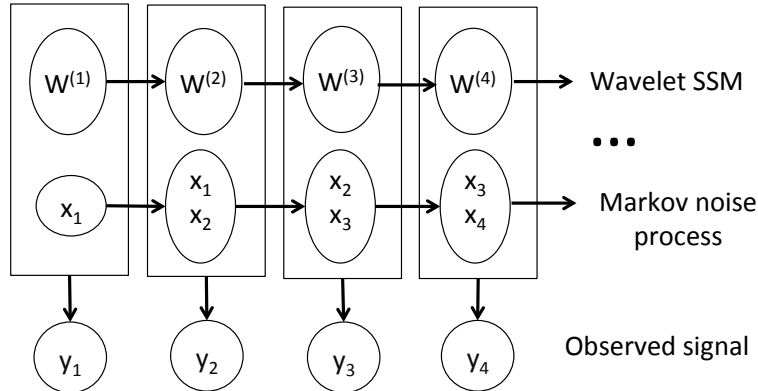 W(1) W(2) W(3) W(4) Wavelet SSM
...
x1 x1 x2 x3 Markov noise
x2 x3 x4 process
y1 y2 y3 y4 Observed signal